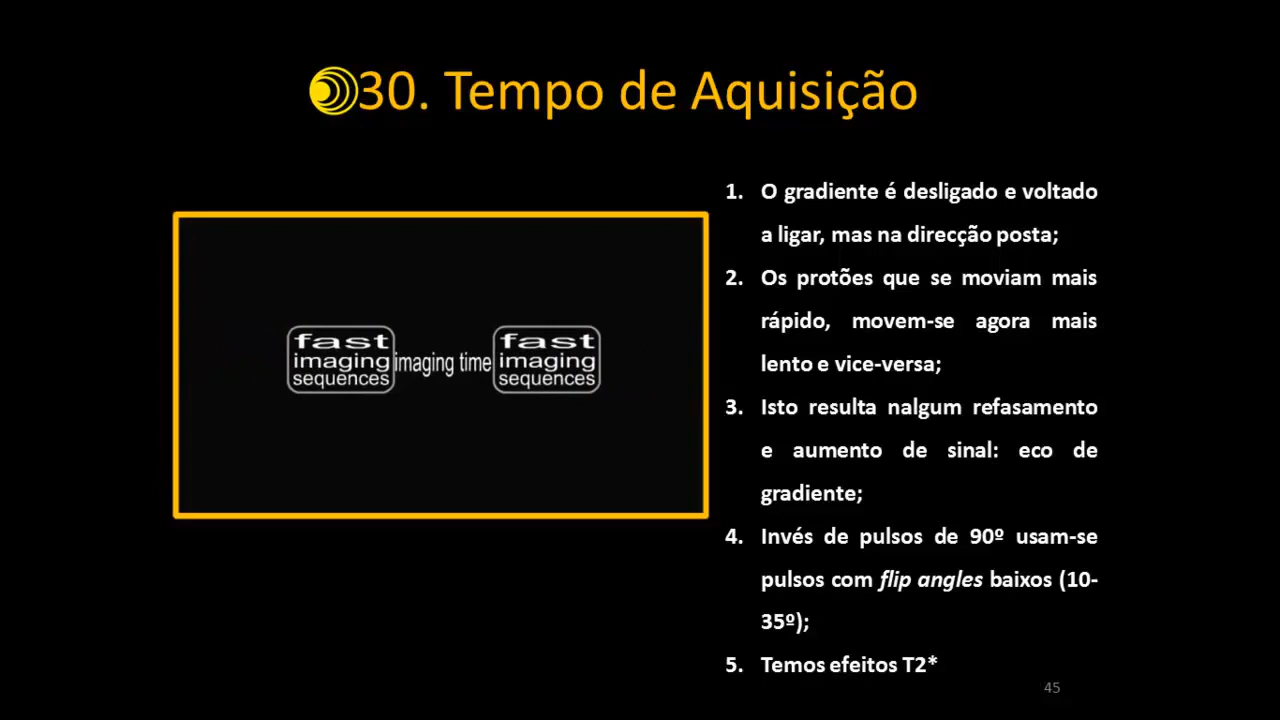 30. Tempo de Aquisição
fast
imaging
sequences
imaging time
fast
imaging
sequences
1. O gradiente é desligado e voltado
a ligar, mas na direcção posta;
2. Os protões que se moviam mais
rápido, movem-se agora mais
lento e vice-versa;
3. Isto resulta nalgum refasamento
e aumento de sinal: eco de
gradiente;
4. Invés de pulsos de 90º usam-se
pulsos com flip angles baixos (10-
35º);
5. Temos efeitos T2*
45